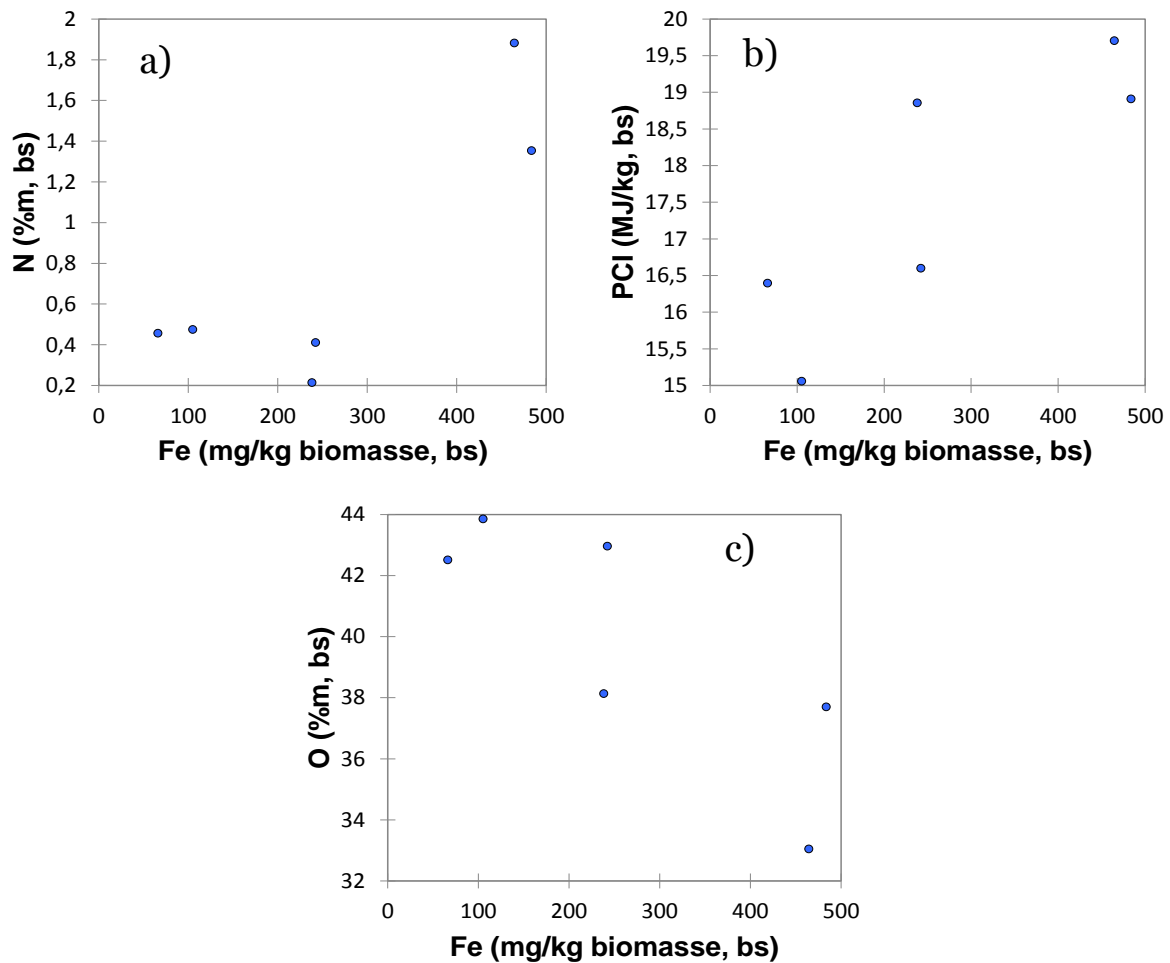 a)
2
1,8
1,6
1,4
1,2
1
0,8
0,6
0,4
0,2
N (%m, bs)
0 100 200 300 400 500
Fe (mg/kg biomasse, bs)
b)
20
19,5
19
18,5
18
17,5
17
16,5
16
15,5
15
PCI (MJ/kg, bs)
0 100 200 300 400 500
Fe (mg/kg biomasse, bs)
c)
44
42
40
38
36
34
32
O (%m, bs)
0 100 200 300 400 500
Fe (mg/kg biomasse, bs)